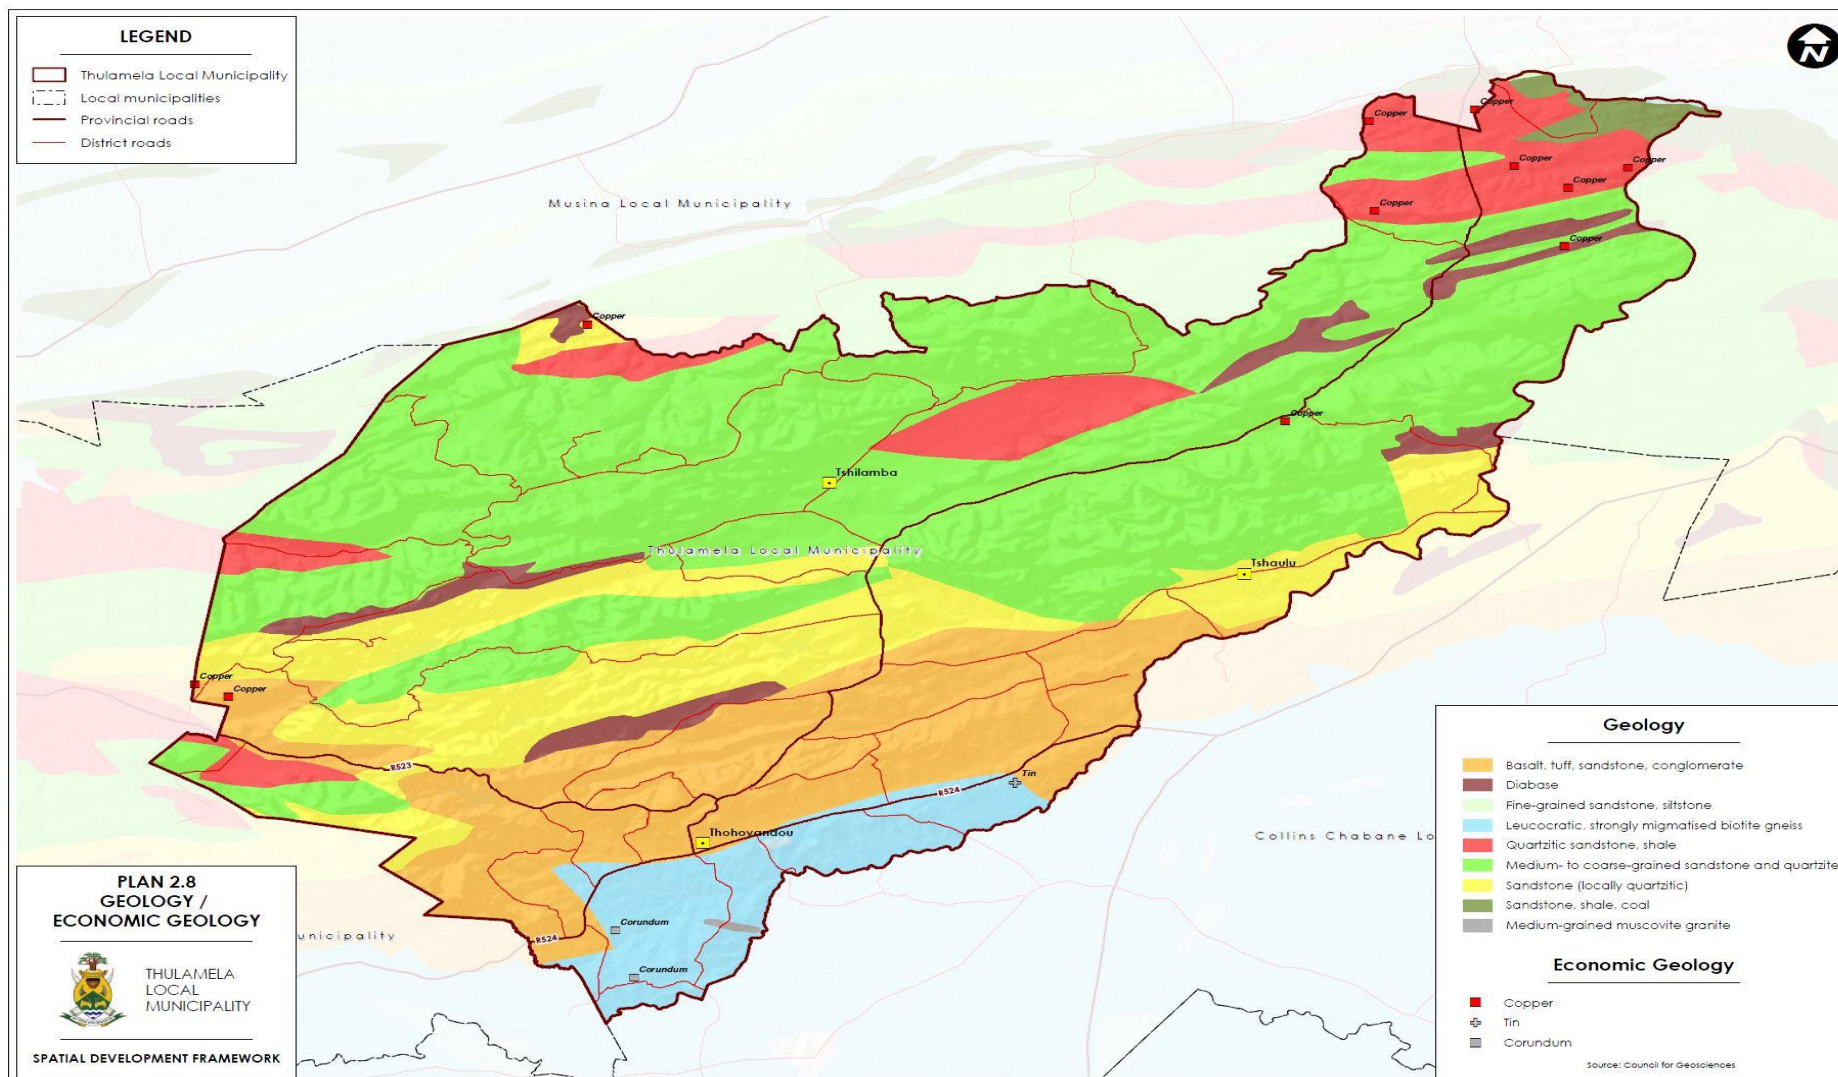 LEGEND
Thulamela Local Municipality
Local municipalities
Provincial roads
District roads
N
Copper
Copper
Copper
Copper
Copper
Copper
Copper
Musina Local Municipality
Copper
Copper
Tshilamba
Thulamela Local Municipality
Tshaulu
Copper
Copper
R523
Tin
R524
Thohoyandou
Collins Chabane Lo
Corundum
R524
unicipality
Corundum
Geology
Basalt, tuff, sandstone, conglomerate
Diabase
Fine-grained sandstone, siltstone
Leucocratic, strongly migmatised biotite gneiss
Quartzitic sandstone, shale
Medium- to coarse-grained sandstone and quartzite
Sandstone (locally quartzitic)
Sandstone, shale, coal
Medium-grained muscovite granite
Economic Geology
Copper
Tin
Corundum
Source: Council for Geosciences
PLAN 2.8
GEOLOGY /
ECONOMIC GEOLOGY
THULAMELA
LOCAL
MUNICIPALITY
SPATIAL DEVELOPMENT FRAMEWORK